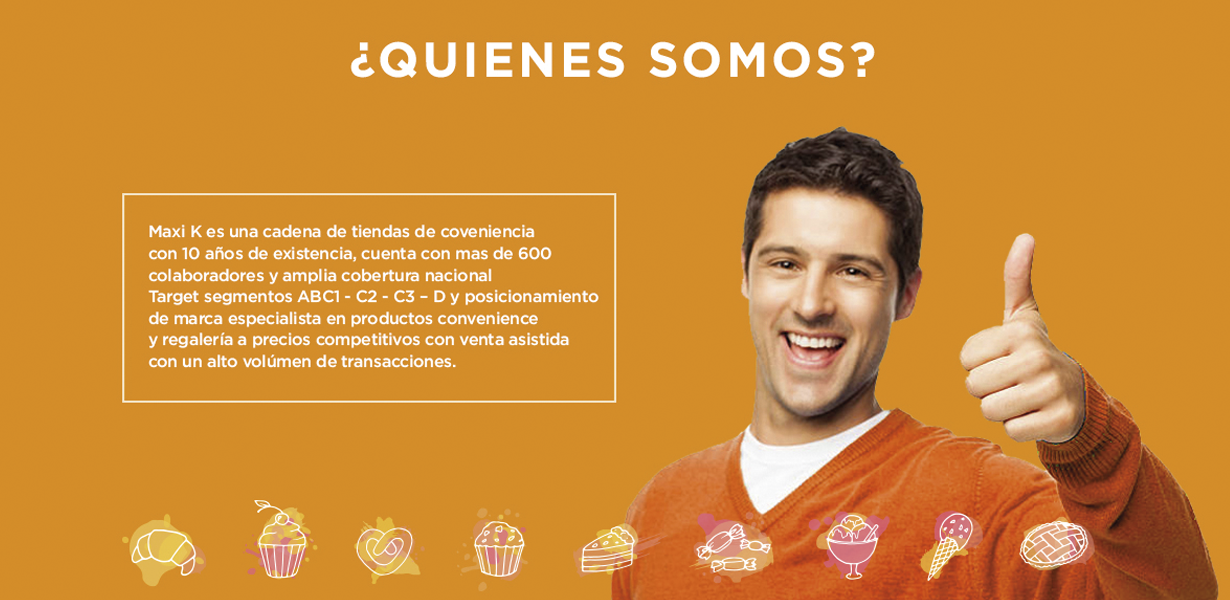 ¿QUIENES SOMOS?
Maxi K es una cadena de tiendas de coveniencia
con 10 años de existencia, cuenta con mas de 600
colaboradores y amplia cobertura nacional
Target segmentos ABC1 - C2 - C3 – D y posicionamiento
de marca especialista en productos convenience
y regalería a precios competitivos con venta asistida
con un alto volúmen de transacciones.